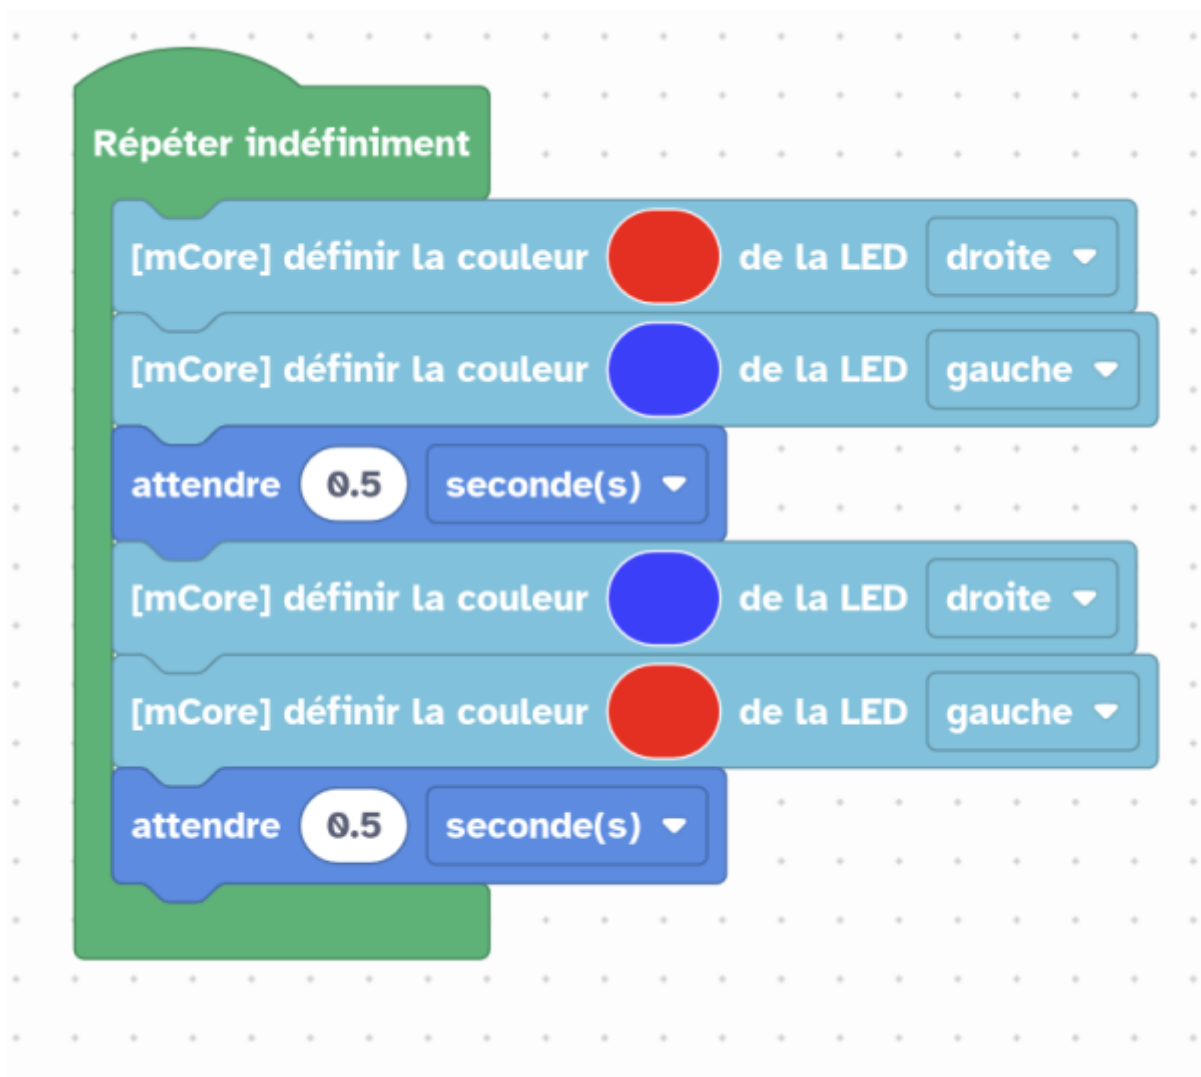 Répéter indéfiniment
[mCore] définir la couleur de la LED droite
[mCore] définir la couleur de la LED gauche
attendre 0.5 seconde(s)
[mCore] définir la couleur de la LED droite
[mCore] définir la couleur de la LED gauche
attendre 0.5 seconde(s)